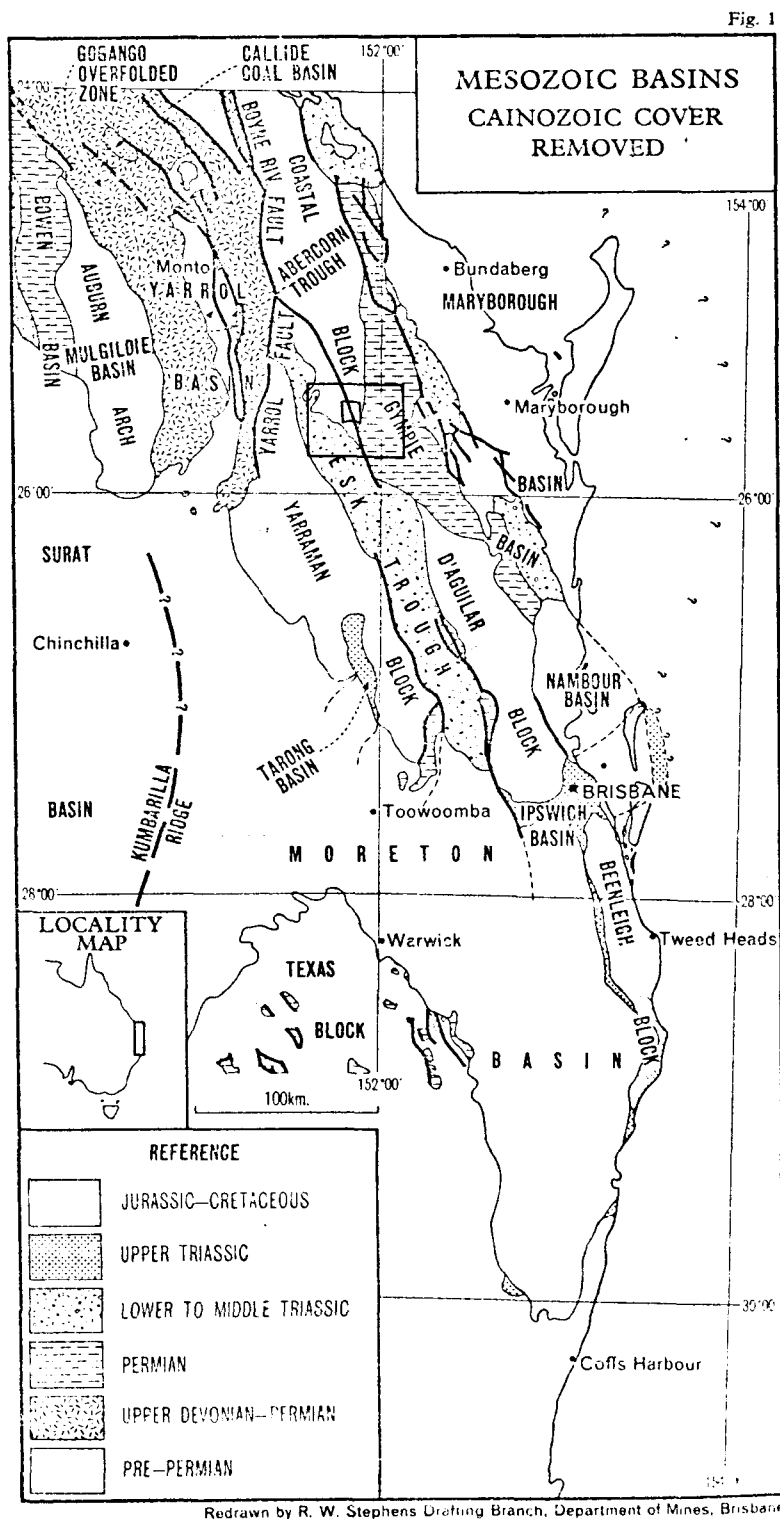 Fig. 1
MESOZOIC BASINS
CAINOZOIC COVER
REMOVED
GOGANGO
OVERFOLDED
ZONE
CALLIDE
COAL BASIN
152°00'
24°00'
154°00'
BOYNE RIV FAULT
COASTAL
BLOCK
ABERCORN
TROUGH
BOWEN
BASIN
AUBURN
ARCH
Monto
YARROL
BASIN
MULGILDIE
BASIN
YARROL FAULT
Bundaberg
MARYBOROUGH
BASIN
Maryborough
GYMPIE
BASIN
26°00'
26°00'
ESK
TROUGH
YARRAMAN
BLOCK
D'AGUILAR
BLOCK
SURAT
BASIN
Chinchilla
KUMBARILLA
RIDGE
TARONG
BASIN
NAMBOUR
BASIN
BRISBANE
IPSWICH
BASIN
Toowoomba
MORETON
BASIN
BEENLEIGH
BLOCK
28°00'
28°00'
LOCALITY
MAP
Warwick
Tweed Heads
TEXAS
BLOCK
152°00'
100km.
REFERENCE
JURASSIC–CRETACEOUS
UPPER TRIASSIC
LOWER TO MIDDLE TRIASSIC
PERMIAN
UPPER DEVONIAN–PERMIAN
PRE-PERMIAN
Coffs Harbour
Redrawn by R. W. Stephens Drafting Branch, Department of Mines, Brisbane